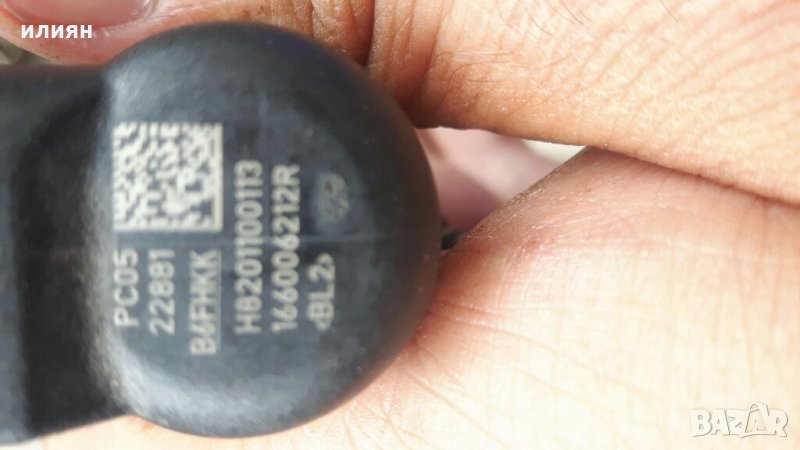 илиян
PC05
22881
B6FHKK
H8201100113
166006212R
<BL2>
BAZAR